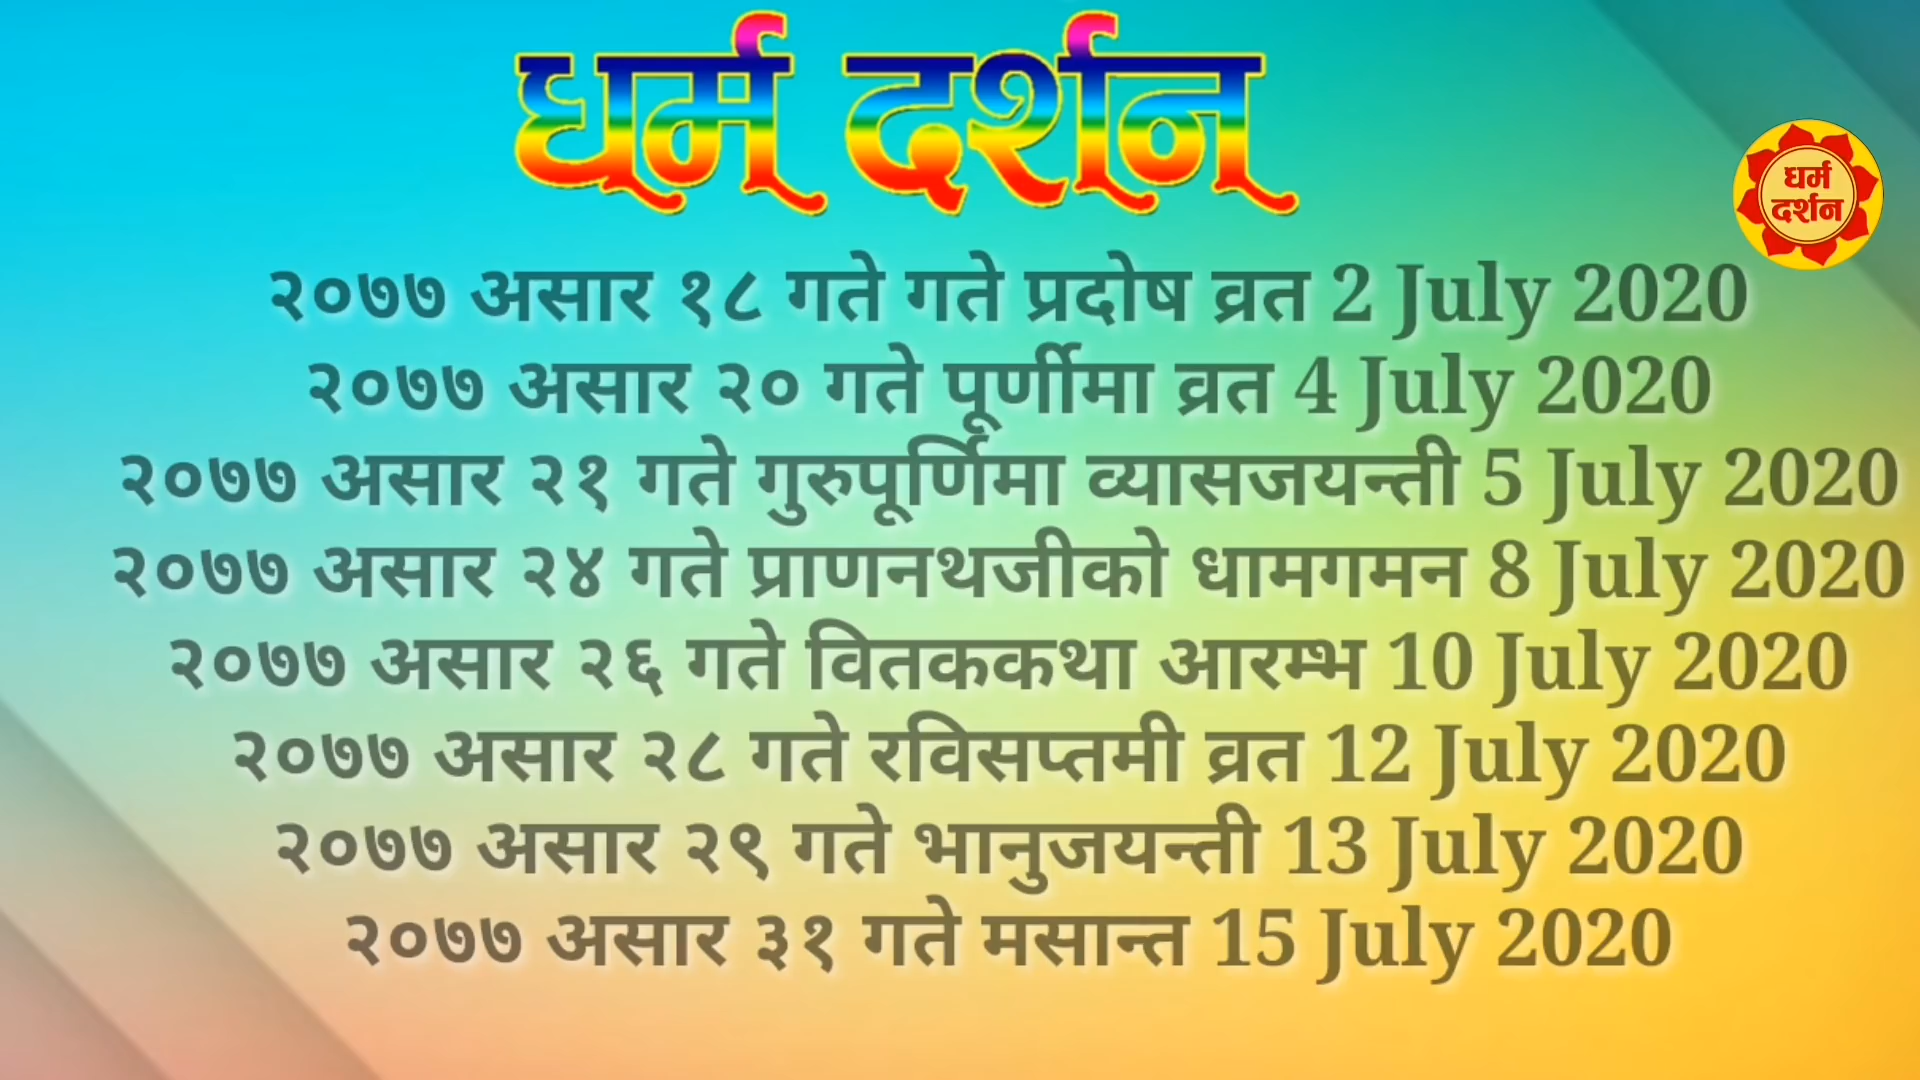 धर्म दर्शन
धर्म
दर्शन
२०७७ असार १८ गते गते प्रदोष व्रत 2 July 2020
२०७७ असार २० गते पूर्णीमा व्रत 4 July 2020
२०७७ असार २१ गते गुरुपूर्णिमा व्यासजयन्ती 5 July 2020
२०७७ असार २४ गते प्राणनथजीको धामगमन 8 July 2020
२०७७ असार २६ गते वितककथा आरम्भ 10 July 2020
२०७७ असार २८ गते रविसप्तमी व्रत 12 July 2020
२०७७ असार २९ गते भानुजयन्ती 13 July 2020
२०७७ असार ३१ गते मसान्त 15 July 2020